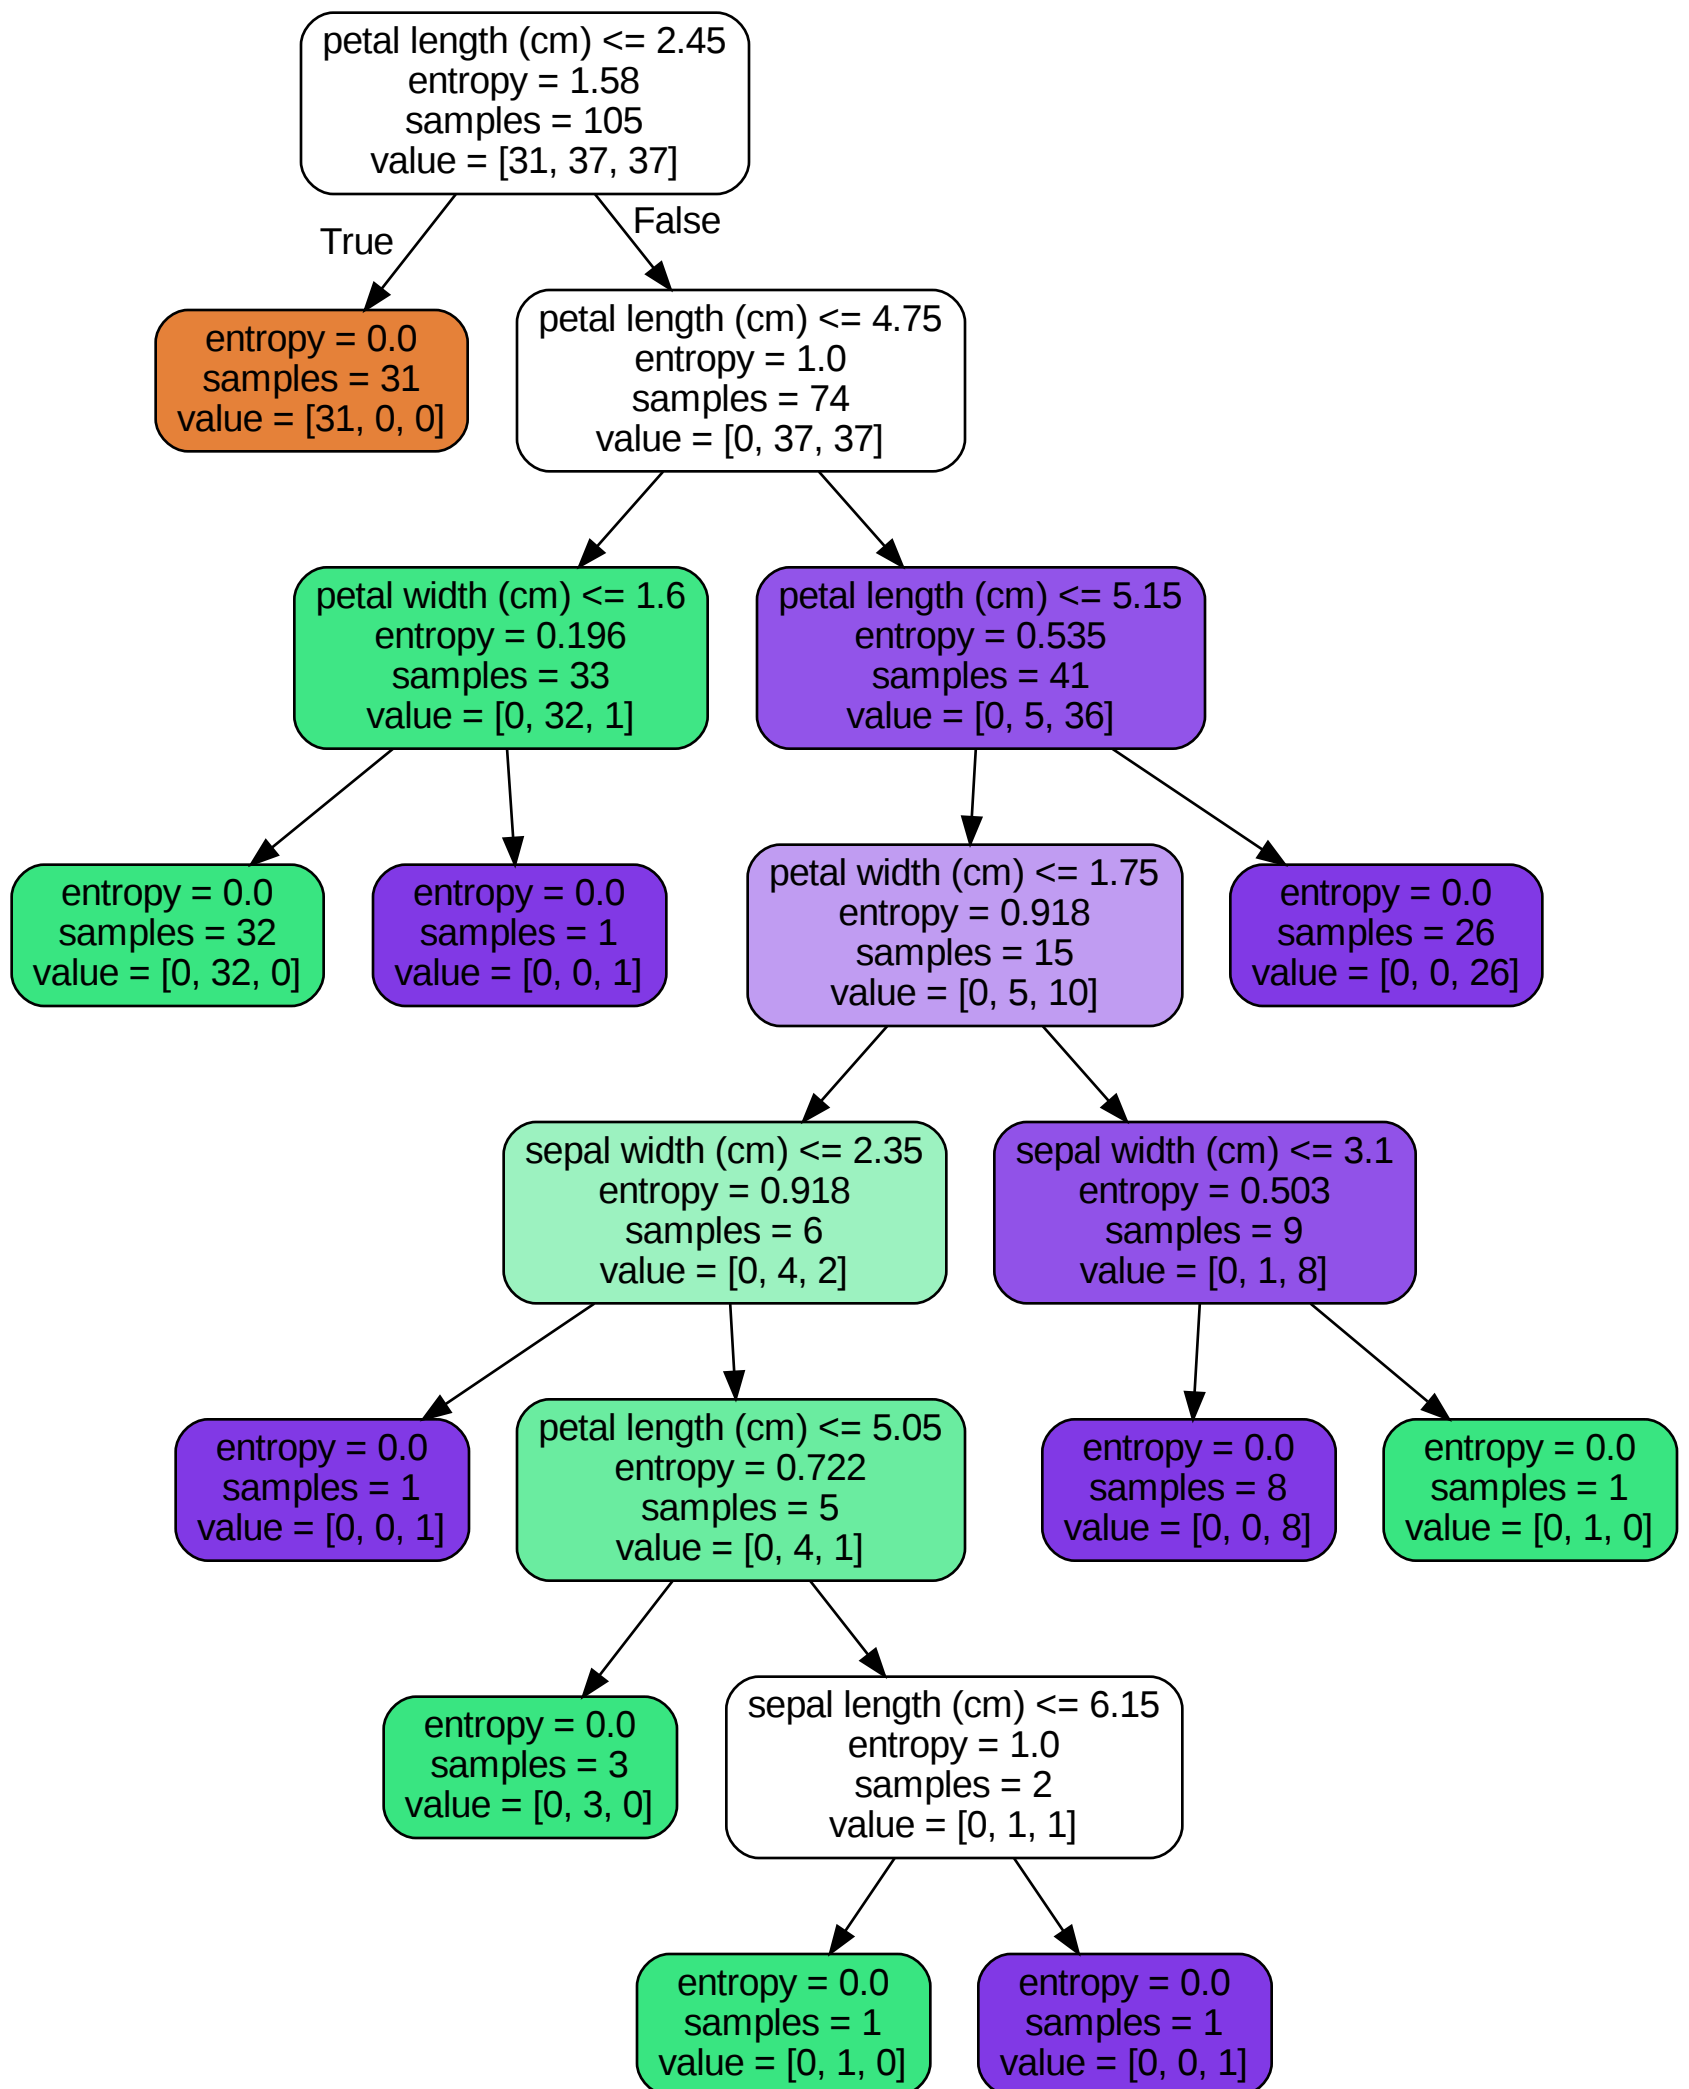 petal length (cm) <= 2.45
entropy = 1.58
samples = 105
value = [31, 37, 37]
True
False
entropy = 0.0
samples = 31
value = [31, 0, 0]
petal length (cm) <= 4.75
entropy = 1.0
samples = 74
value = [0, 37, 37]
petal width (cm) <= 1.6
entropy = 0.196
samples = 33
value = [0, 32, 1]
petal length (cm) <= 5.15
entropy = 0.535
samples = 41
value = [0, 5, 36]
entropy = 0.0
samples = 32
value = [0, 32, 0]
entropy = 0.0
samples = 1
value = [0, 0, 1]
petal width (cm) <= 1.75
entropy = 0.918
samples = 15
value = [0, 5, 10]
entropy = 0.0
samples = 26
value = [0, 0, 26]
sepal width (cm) <= 2.35
entropy = 0.918
samples = 6
value = [0, 4, 2]
sepal width (cm) <= 3.1
entropy = 0.503
samples = 9
value = [0, 1, 8]
entropy = 0.0
samples = 1
value = [0, 0, 1]
petal length (cm) <= 5.05
entropy = 0.722
samples = 5
value = [0, 4, 1]
entropy = 0.0
samples = 8
value = [0, 0, 8]
entropy = 0.0
samples = 1
value = [0, 1, 0]
entropy = 0.0
samples = 3
value = [0, 3, 0]
sepal length (cm) <= 6.15
entropy = 1.0
samples = 2
value = [0, 1, 1]
entropy = 0.0
samples = 1
value = [0, 1, 0]
entropy = 0.0
samples = 1
value = [0, 0, 1]